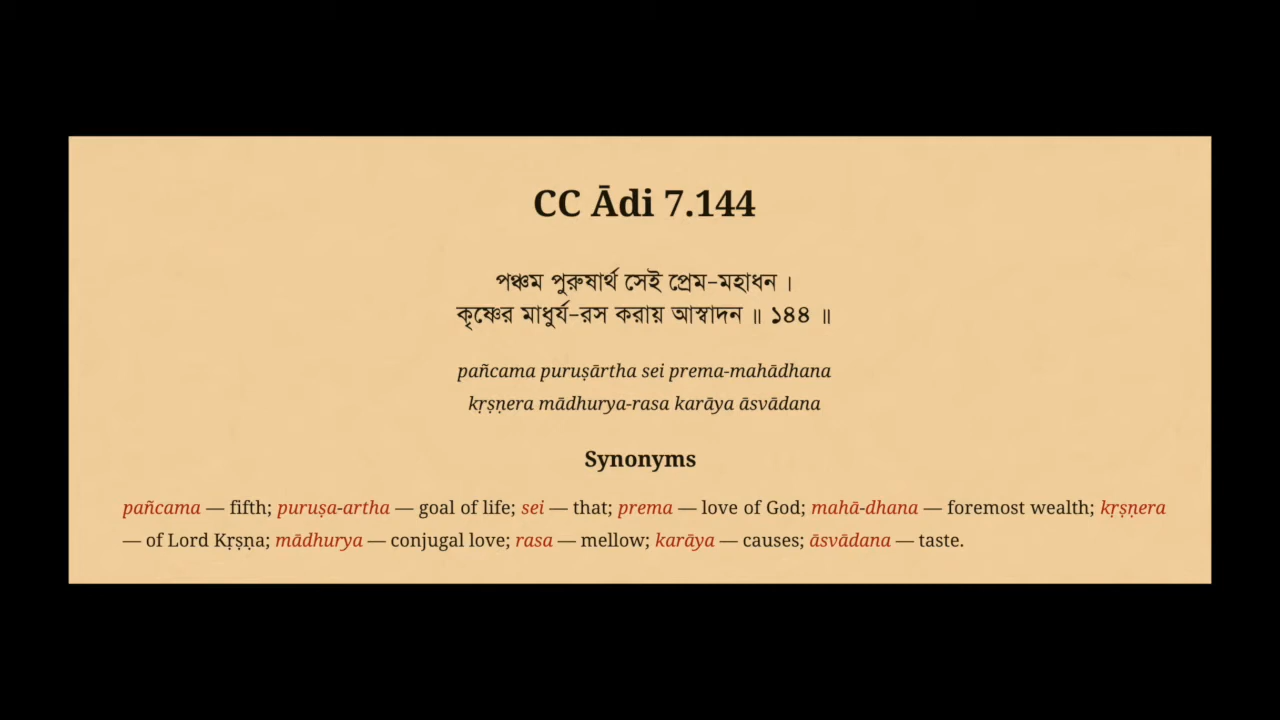 CC Ādi 7.144
পঞ্চম পুরুষার্থ সেই প্রেম-মহাধন ।
কৃষ্ণের মাধুর্য-রস করায় আস্বাদন ॥ ১৪৪ ॥
pañcama puruṣārtha sei prema-mahādhana
kṛṣṇera mādhurya-rasa karāya āsvādana
Synonyms
pañcama — fifth; puruṣa-artha — goal of life; sei — that; prema — love of God; mahā-dhana — foremost wealth; kṛṣṇera
— of Lord Kṛṣṇa; mādhurya — conjugal love; rasa — mellow; karāya — causes; āsvādana — taste.